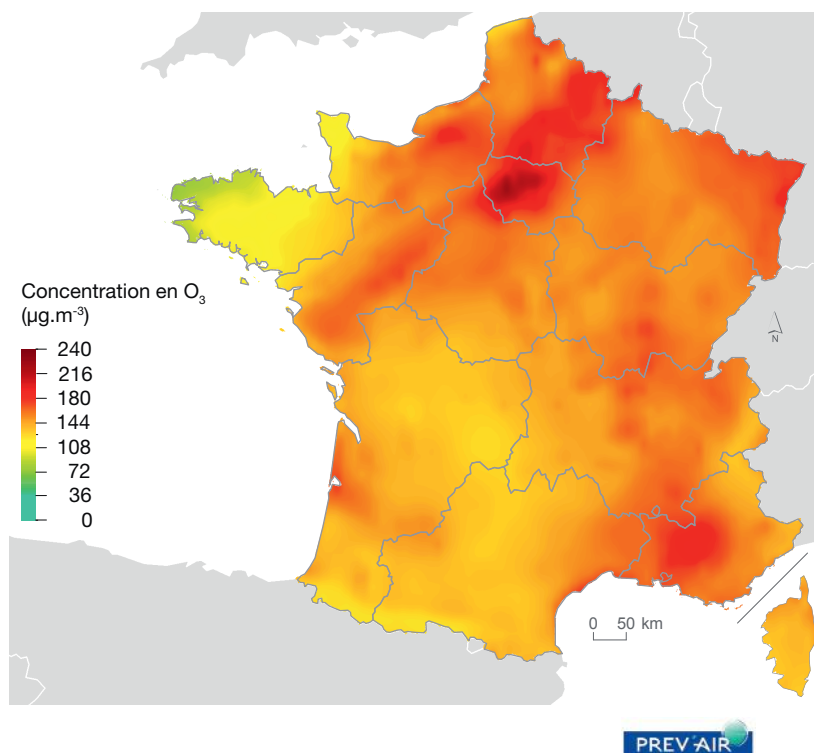 Concentration en O₃
(µg.m⁻³)
240
216
180
144
108
72
36
0
N
0 50 km
PREV'AIR